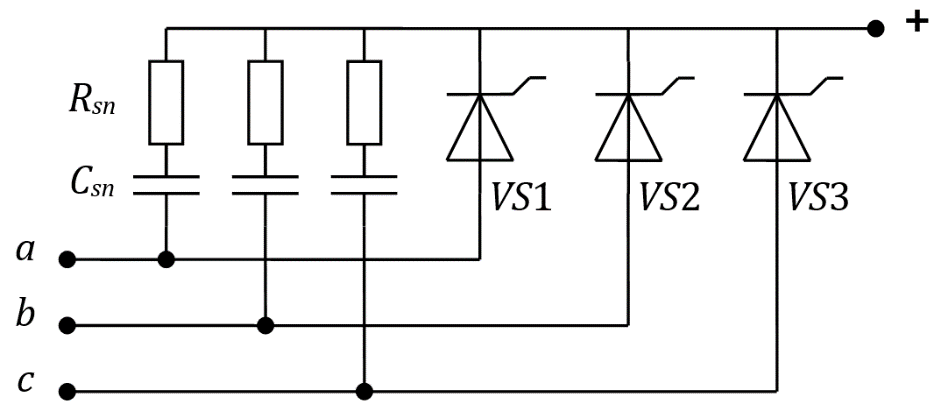 +
R_sn
C_sn
VS1 VS2 VS3
a
b
c